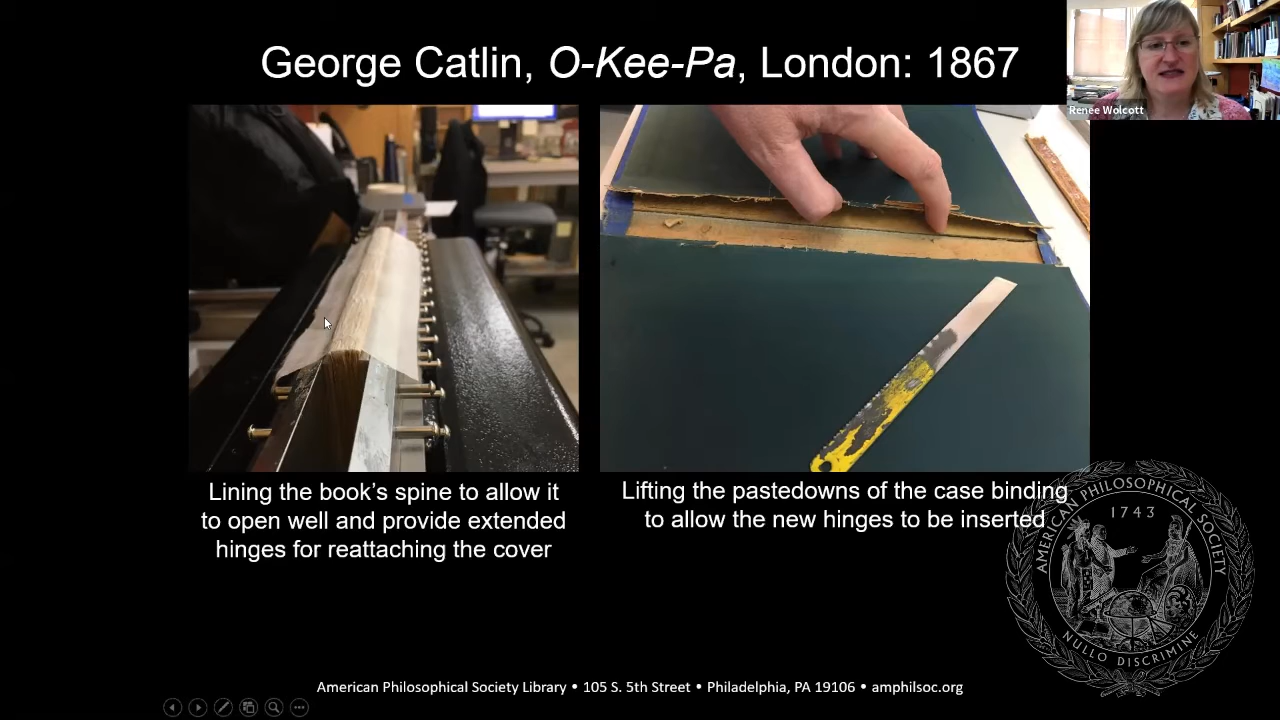 George Catlin, O-Kee-Pa, London: 1867
Renee Wolcott
Lining the book’s spine to allow it
to open well and provide extended
hinges for reattaching the cover
Lifting the pastedowns of the case binding
to allow the new hinges to be inserted
AMERICAN PHILOSOPHICAL SOCIETY
1743
NULLO DISCRIMINE
American Philosophical Society Library • 105 S. 5th Street • Philadelphia, PA 19106 • amphilsoc.org